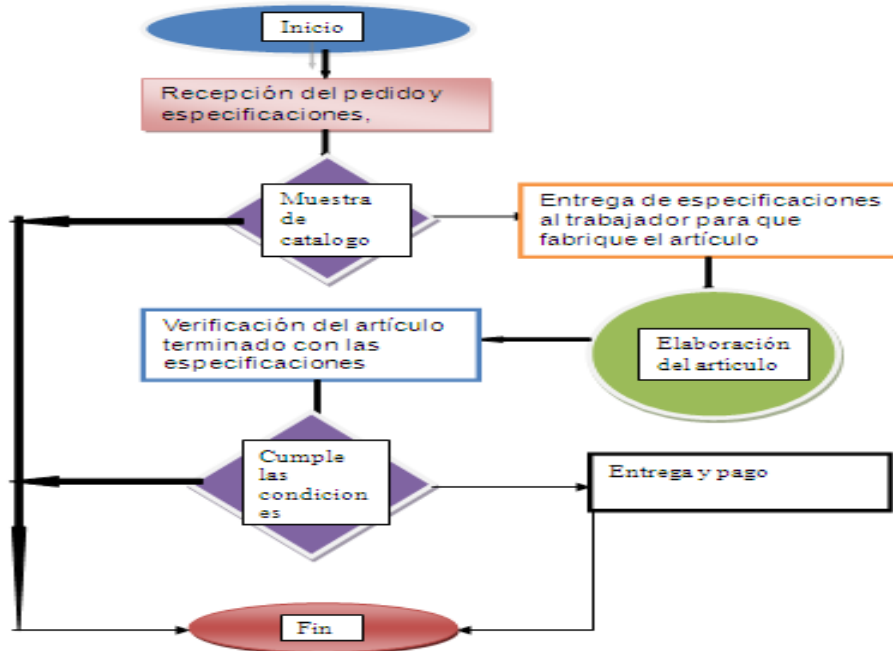 Inicio
Recepción del pedido y
especificaciones,
Muestra
de
catalogo
Entrega de especificaciones
al trabajador para que
fabrique el artículo
Elaboración
del articulo
Verificación del artículo
terminado con las
especificaciones
Cumple
las
condicion
es
Entrega y pago
Fin